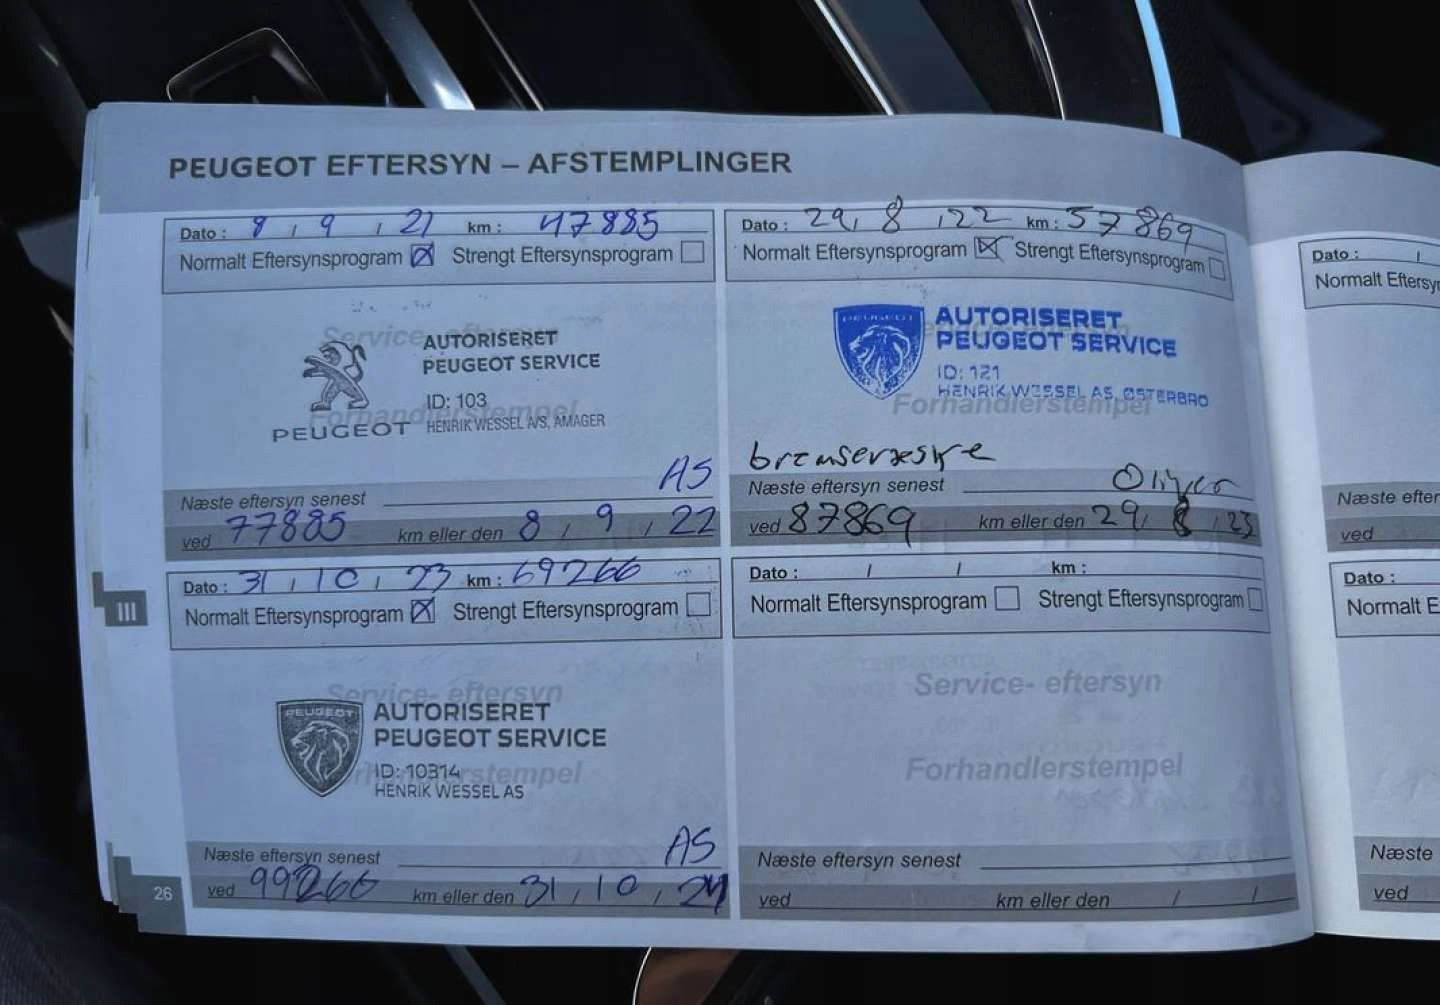 PEUGEOT EFTERSYN – AFSTEMPLINGER
Dato : 8 / 9 / 21 km : 47885
Normalt Eftersynsprogram Strengt Eftersynsprogram
Service- eftersyn
AUTORISERET
PEUGEOT SERVICE
ID: 103
Forhandlerstempel
PEUGEOT HENRIK WESSEL A/S, AMAGER
AS
Næste eftersyn senest
ved 77885 km eller den 8 / 9 / 22
Dato : 29 / 8 / 22 km : 57869
Normalt Eftersynsprogram Strengt Eftersynsprogram
PEUGEOT
AUTORISERET
PEUGEOT SERVICE
ID: 121
HENRIK WESSEL AS, ØSTERBRO
Forhandlerstempel
bremsevæske
Næste eftersyn senest Oliver
ved 87869 km eller den 29 / 8 / 23
Dato : 31 / 10 / 23 km : 69266
Normalt Eftersynsprogram Strengt Eftersynsprogram
Service- eftersyn
PEUGEOT
AUTORISERET
PEUGEOT SERVICE
ID: 10314
Forhandlerstempel
HENRIK WESSEL AS
AS
Næste eftersyn senest
ved 99266 km eller den 31 / 10 / 24
Dato : / / km :
Normalt Eftersynsprogram Strengt Eftersynsprogram
Service- eftersyn
Forhandlerstempel
Næste eftersyn senest
ved km eller den / /
III
26
Dato : /
Normalt Eftersy
Næste efter
ved
Dato :
Normalt E
Næste
ved